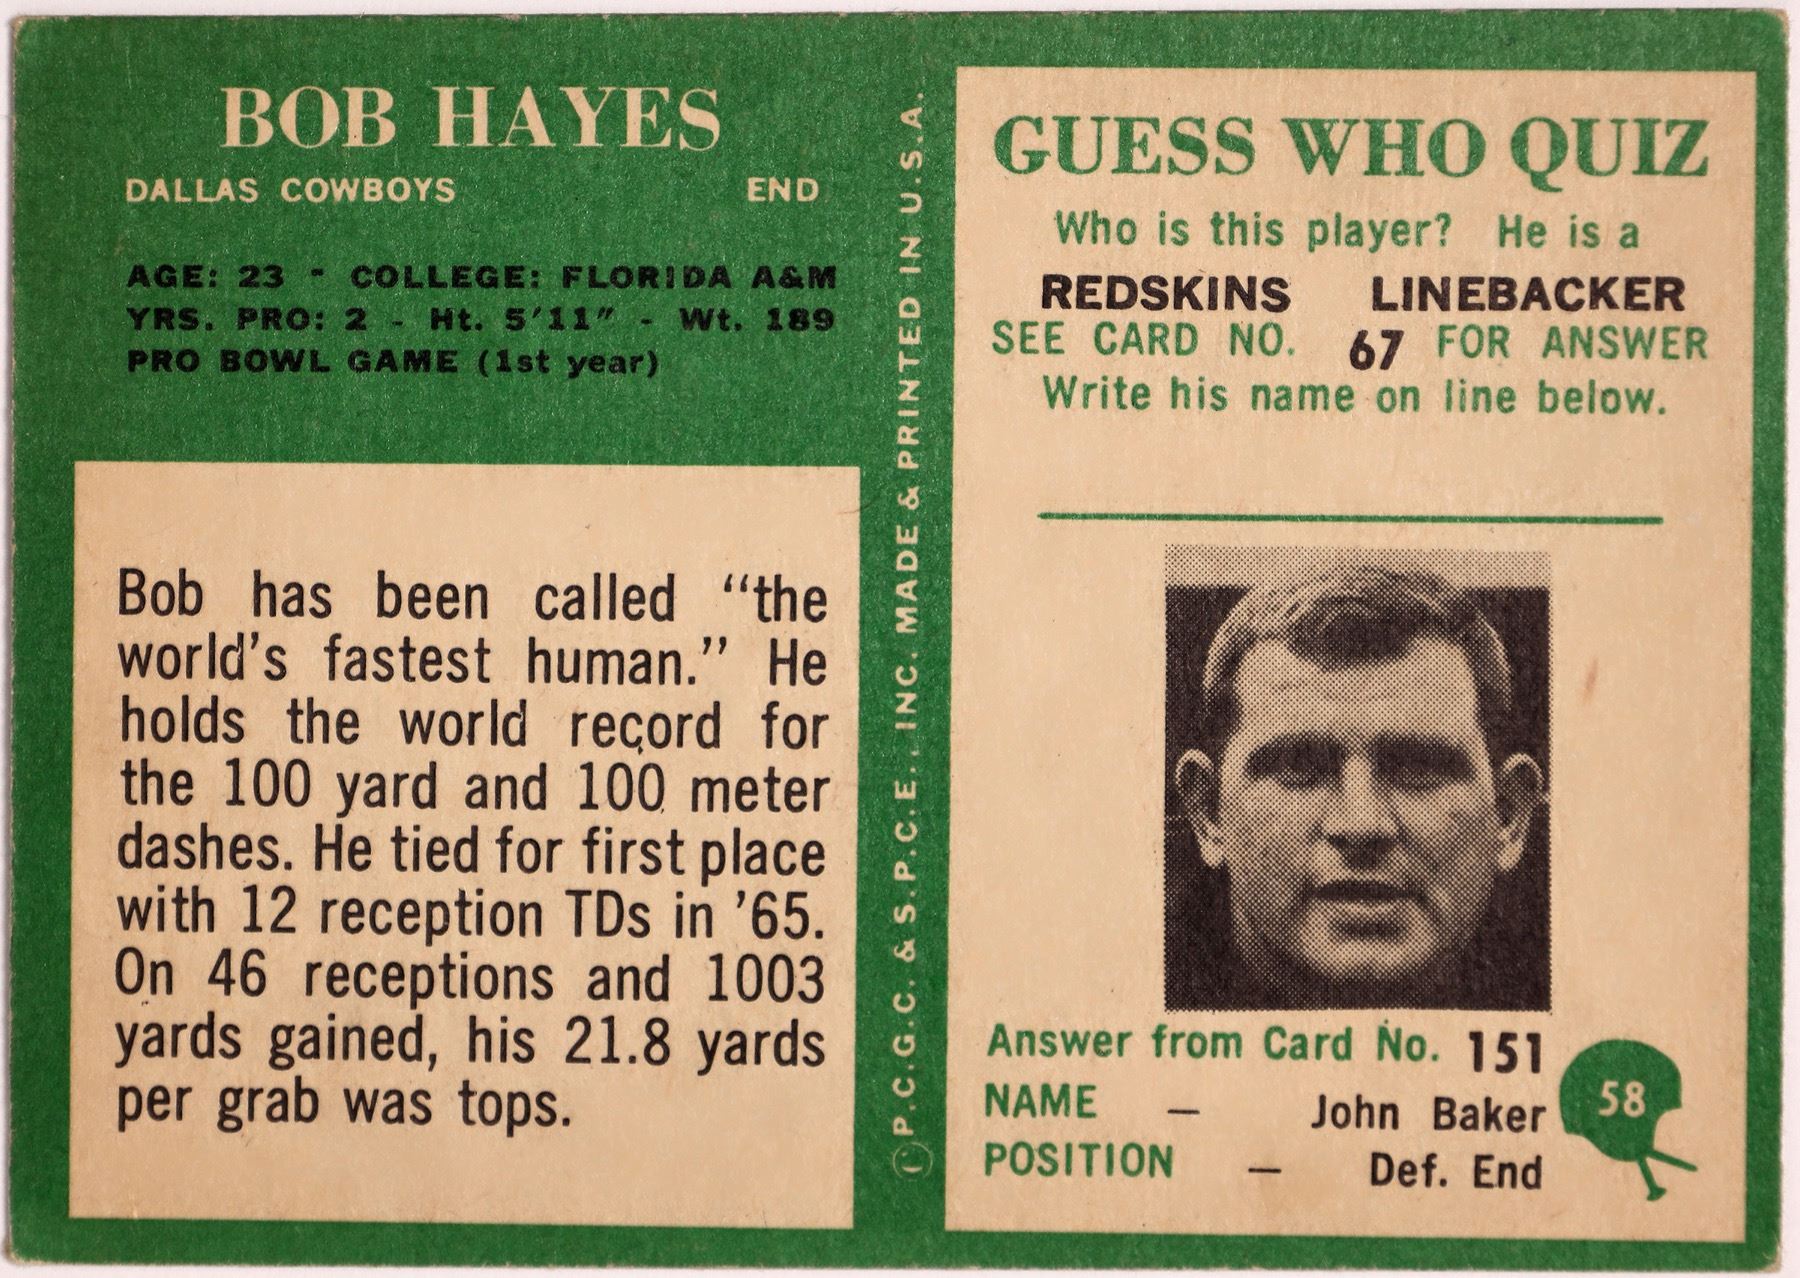 BOB HAYES
DALLAS COWBOYS END
AGE: 23 - COLLEGE: FLORIDA A&M
YRS. PRO: 2 - Ht. 5'11" - Wt. 189
PRO BOWL GAME (1st year)
Bob has been called "the
world's fastest human." He
holds the world record for
the 100 yard and 100 meter
dashes. He tied for first place
with 12 reception TDs in '65.
On 46 receptions and 1003
yards gained, his 21.8 yards
per grab was tops.
© P.C.G.C. & S.P.C.E., INC. MADE & PRINTED IN U.S.A.
GUESS WHO QUIZ
Who is this player? He is a
REDSKINS LINEBACKER
SEE CARD NO. 67 FOR ANSWER
Write his name on line below.
Answer from Card No. 151
NAME — John Baker
POSITION — Def. End
58